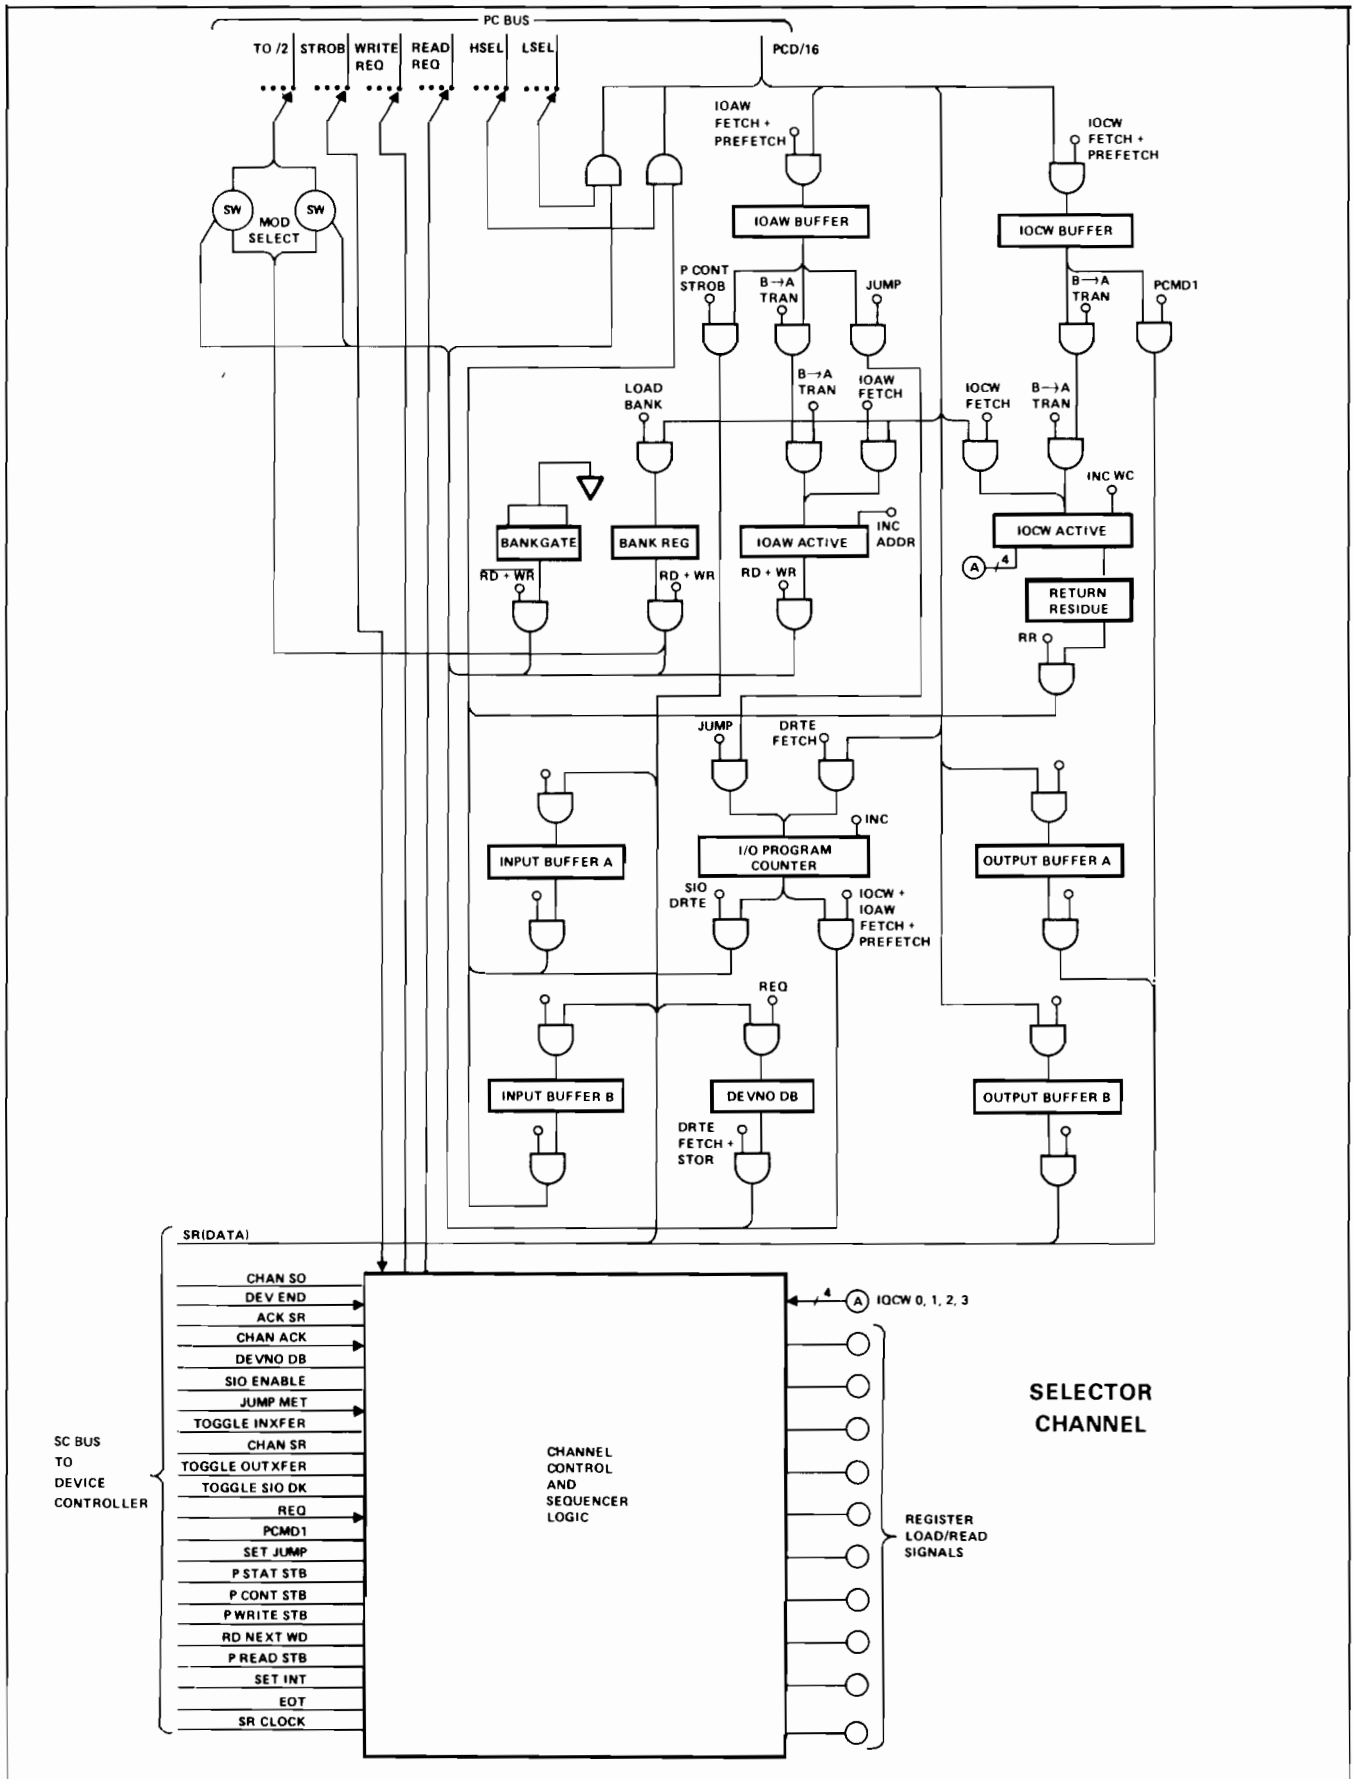 PC BUS
TO /2
STROB
WRITE
REQ
READ
REQ
HSEL
LSEL
PCD/16
IOAW
FETCH +
PREFETCH
IOCW
FETCH +
PREFETCH
SW
SW
MOD
SELECT
IOAW BUFFER
IOCW BUFFER
P CONT
STROB
B→A
TRAN
JUMP
B→A
TRAN
PCMD1
LOAD
BANK
B→A
TRAN
IOAW
FETCH
IOCW
FETCH
B→A
TRAN
INC WC
BANKGATE
BANK REG
IOAW ACTIVE
INC
ADDR
IOCW ACTIVE
A
4
RD + WR
RD + WR
RD + WR
RETURN
RESIDUE
RR
JUMP
DRTE
FETCH
INC
INPUT BUFFER A
I/O PROGRAM
COUNTER
OUTPUT BUFFER A
SIO
DRTE
IOCW +
IOAW
FETCH +
PREFETCH
REQ
INPUT BUFFER B
DEVNO DB
OUTPUT BUFFER B
DRTE
FETCH +
STOR
SR(DATA)
CHAN SO
DEV END
ACK SR
CHAN ACK
DEVNO DB
SIO ENABLE
JUMP MET
TOGGLE INXFER
CHAN SR
TOGGLE OUTXFER
TOGGLE SIO DK
REQ
PCMD1
SET JUMP
P STAT STB
P CONT STB
P WRITE STB
RD NEXT WD
P READ STB
SET INT
EOT
SR CLOCK
SC BUS
TO
DEVICE
CONTROLLER
CHANNEL
CONTROL
AND
SEQUENCER
LOGIC
4
A
IOCW 0, 1, 2, 3
SELECTOR
CHANNEL
REGISTER
LOAD/READ
SIGNALS